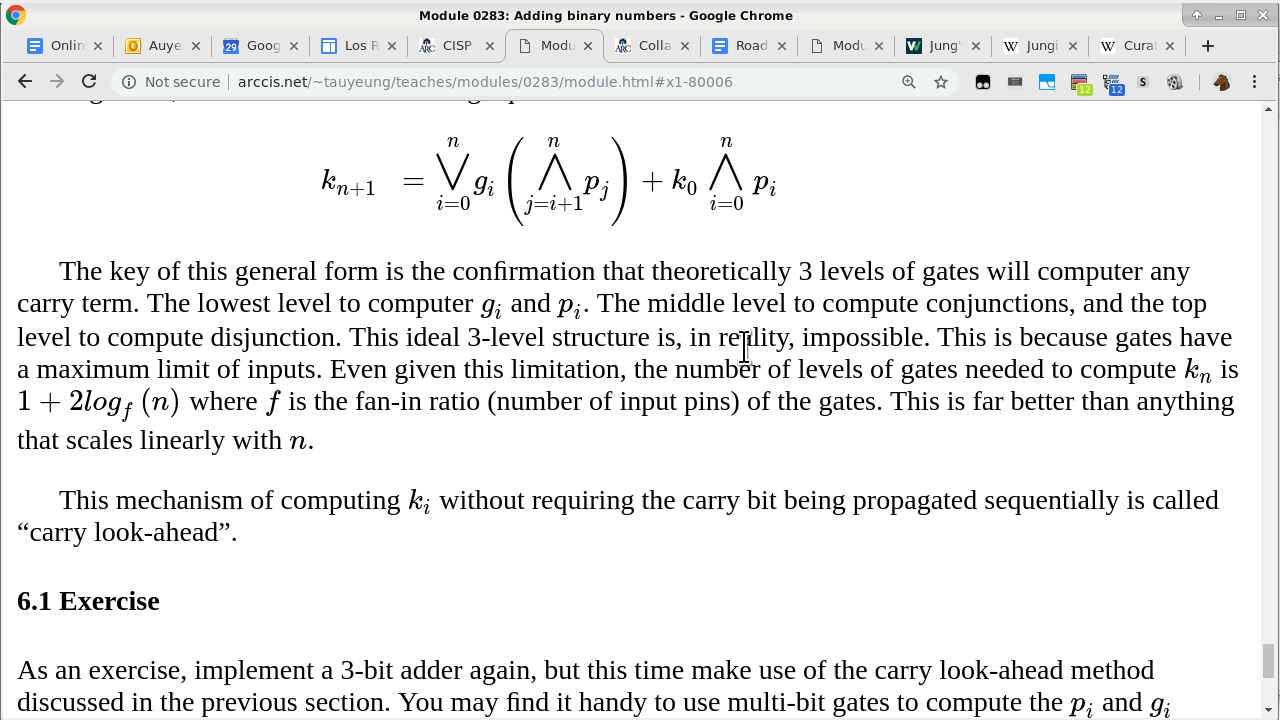 Module 0283: Adding binary numbers - Google Chrome
Onlin Auye Goog Los R CISP Modu Colla Road Modu Jung' Jungi Curar
Not secure arccis.net/~tauyeung/teaches/modules/0283/module.html#x1-80006
k_{n+1} = \bigvee_{i=0}^{n} g_i \left( \bigwedge_{j=i+1}^{n} p_j \right) + k_0 \bigwedge_{i=0}^{n} p_i
The key of this general form is the confirmation that theoretically 3 levels of gates will computer any
carry term. The lowest level to computer g_i and p_i. The middle level to compute conjunctions, and the top
level to compute disjunction. This ideal 3-level structure is, in reality, impossible. This is because gates have
a maximum limit of inputs. Even given this limitation, the number of levels of gates needed to compute k_n is
1 + 2log_f (n) where f is the fan-in ratio (number of input pins) of the gates. This is far better than anything
that scales linearly with n.
This mechanism of computing k_i without requiring the carry bit being propagated sequentially is called
“carry look-ahead”.
6.1 Exercise
As an exercise, implement a 3-bit adder again, but this time make use of the carry look-ahead method
discussed in the previous section. You may find it handy to use multi-bit gates to compute the p_i and g_i